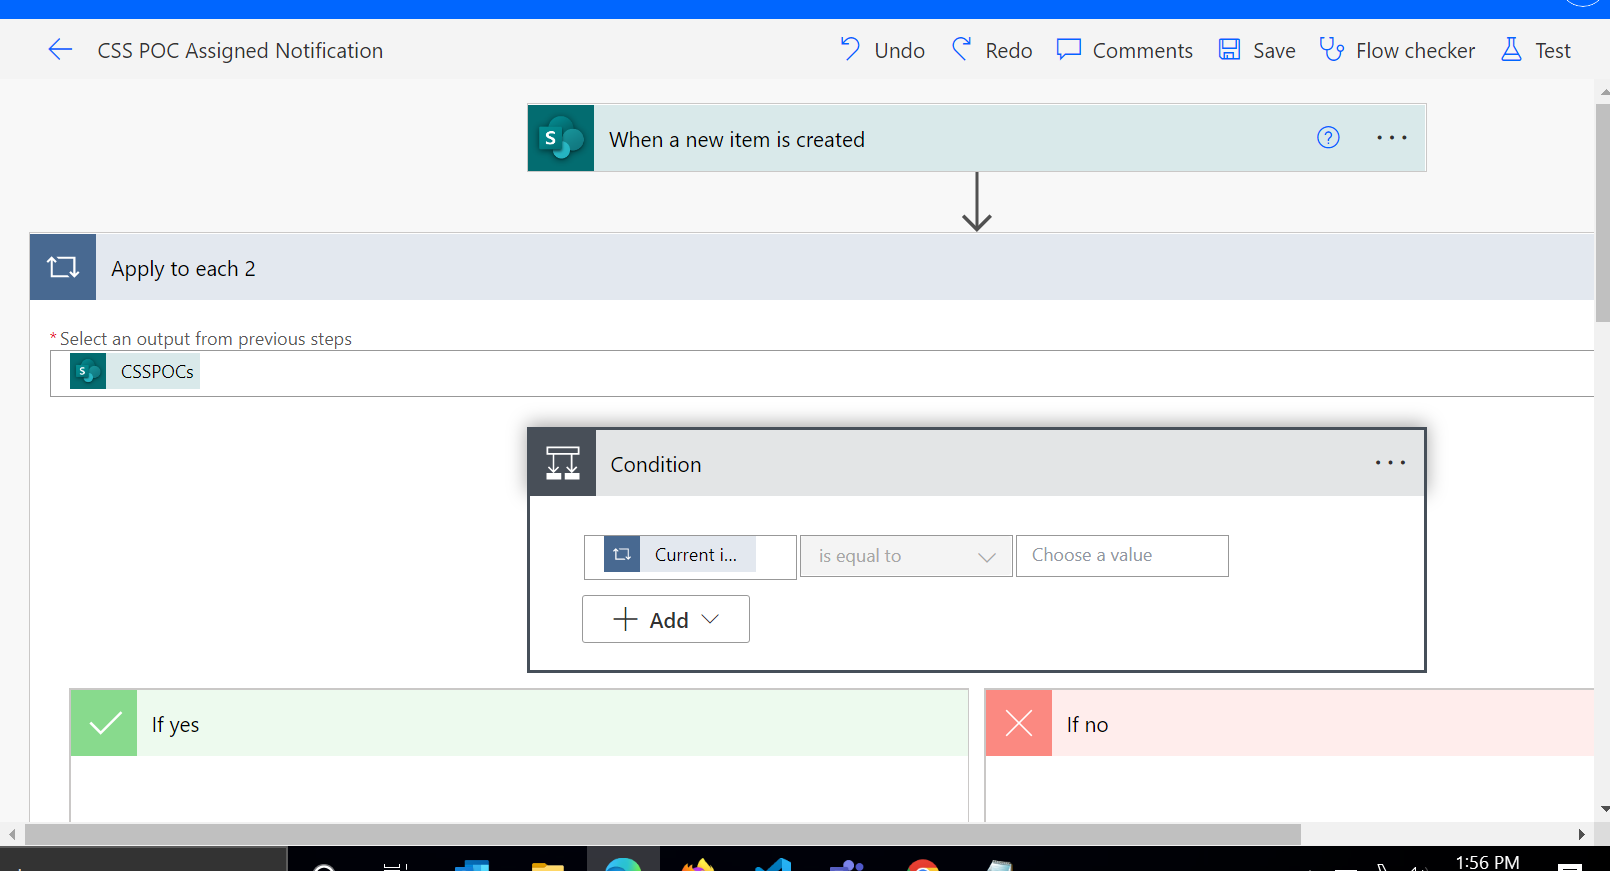 CSS POC Assigned Notification
Undo
Redo
Comments
Save
Flow checker
Test
S
When a new item is created
?
Apply to each 2
* Select an output from previous steps
S
CSSPOCs
Condition
Current i...
is equal to
Choose a value
Add
If yes
If no
1:56 PM